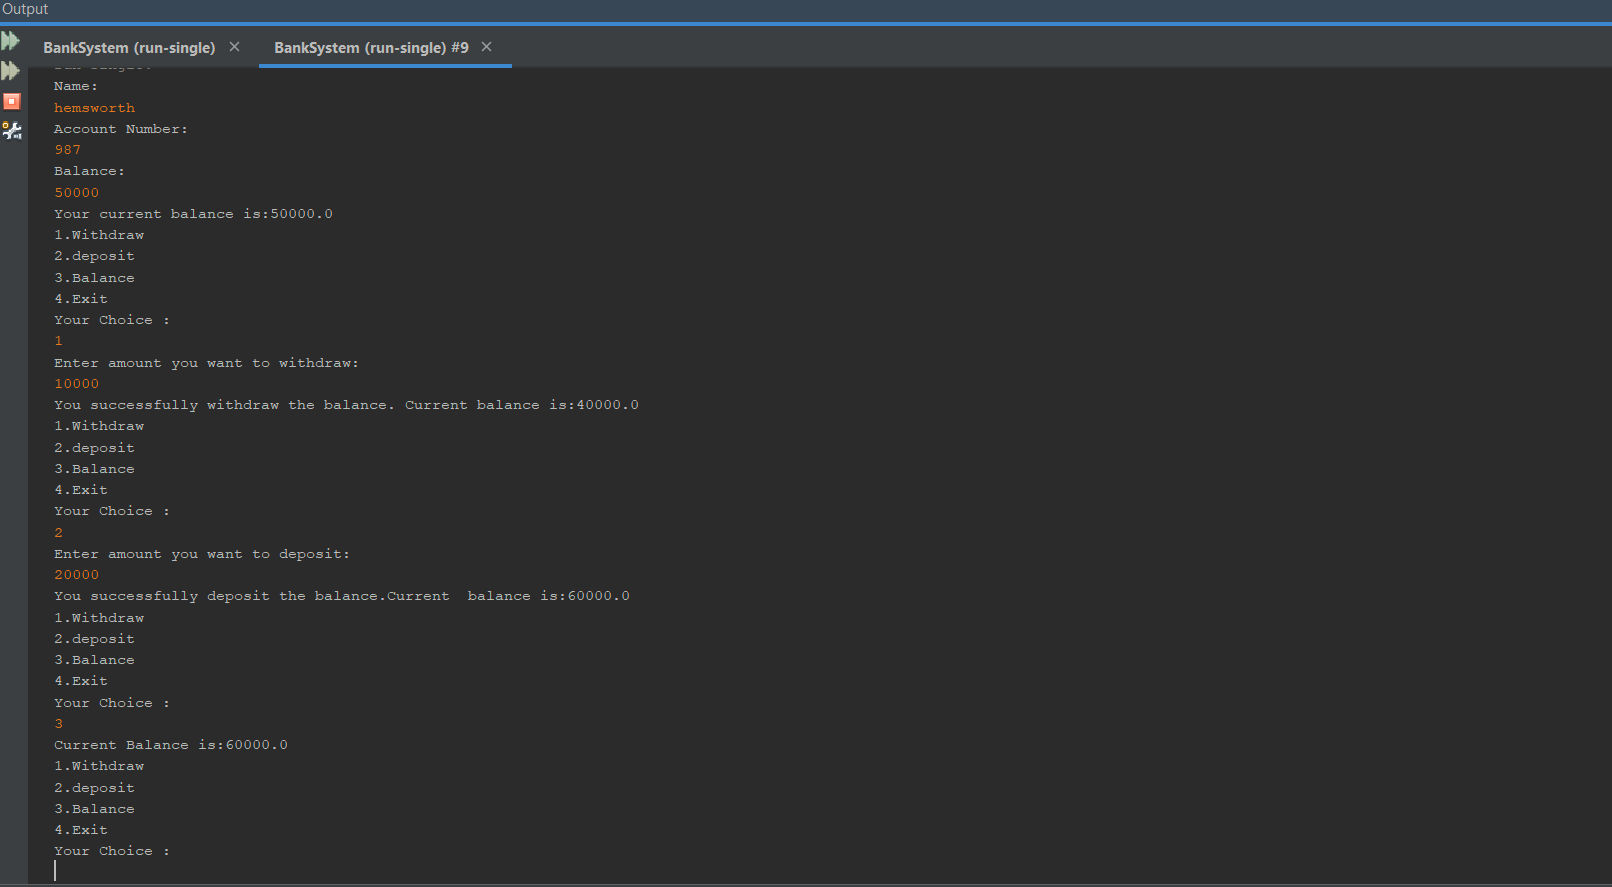 Output
BankSystem (run-single) BankSystem (run-single) #9
Name:
hemsworth
Account Number:
987
Balance:
50000
Your current balance is:50000.0
1.Withdraw
2.deposit
3.Balance
4.Exit
Your Choice :
1
Enter amount you want to withdraw:
10000
You successfully withdraw the balance. Current balance is:40000.0
1.Withdraw
2.deposit
3.Balance
4.Exit
Your Choice :
2
Enter amount you want to deposit:
20000
You successfully deposit the balance.Current  balance is:60000.0
1.Withdraw
2.deposit
3.Balance
4.Exit
Your Choice :
3
Current Balance is:60000.0
1.Withdraw
2.deposit
3.Balance
4.Exit
Your Choice :